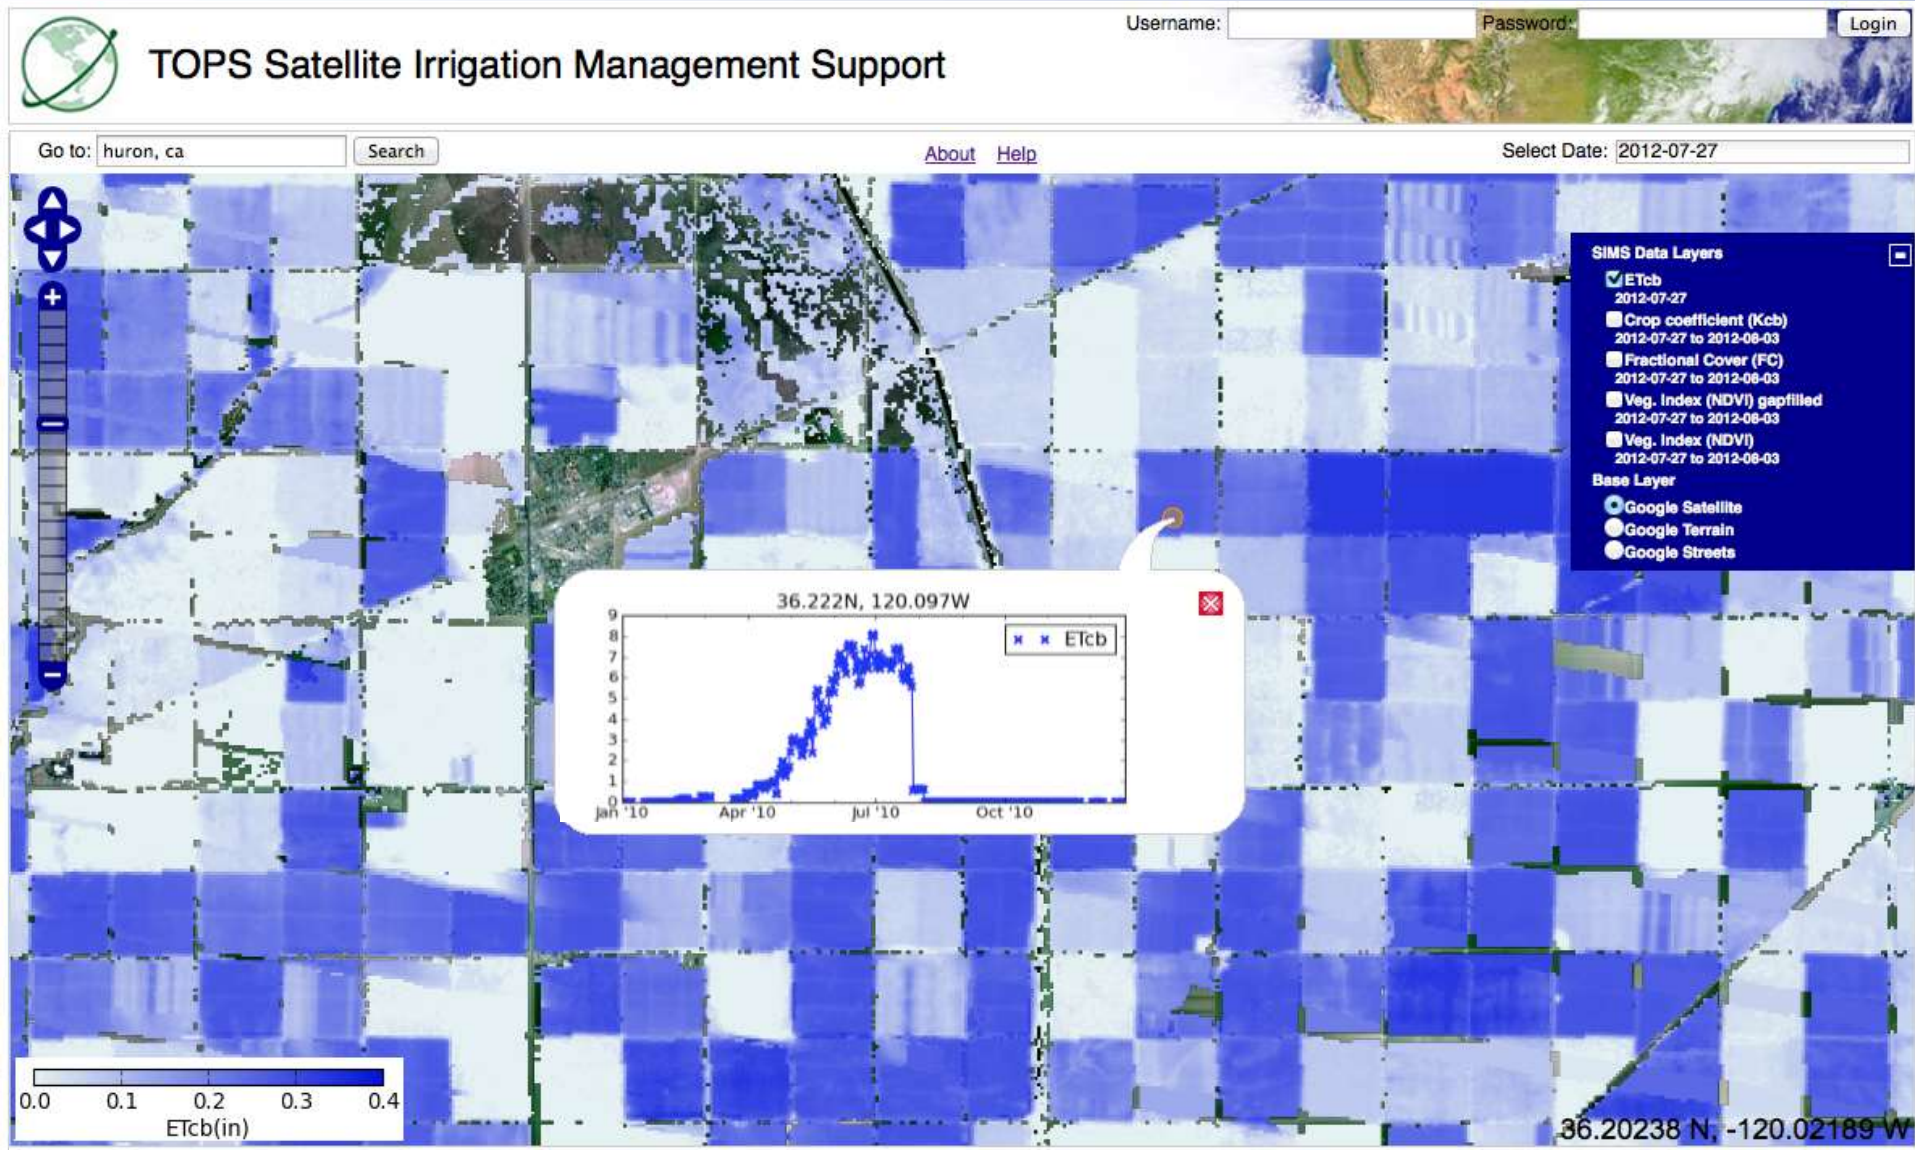 Username:
Password:
Login
TOPS Satellite Irrigation Management Support
Go to: huron, ca
Search
About Help
Select Date: 2012-07-27
SIMS Data Layers
ETcb
2012-07-27
Crop coefficient (Kcb)
2012-07-27 to 2012-08-03
Fractional Cover (FC)
2012-07-27 to 2012-08-03
Veg. Index (NDVI) gapfilled
2012-07-27 to 2012-08-03
Veg. Index (NDVI)
2012-07-27 to 2012-08-03
Base Layer
Google Satellite
Google Terrain
Google Streets
36.222N, 120.097W
ETcb
9
8
7
6
5
4
3
2
1
0
Jan '10 Apr '10 Jul '10 Oct '10
0.0 0.1 0.2 0.3 0.4
ETcb(in)
36.20238 N, -120.02189 W